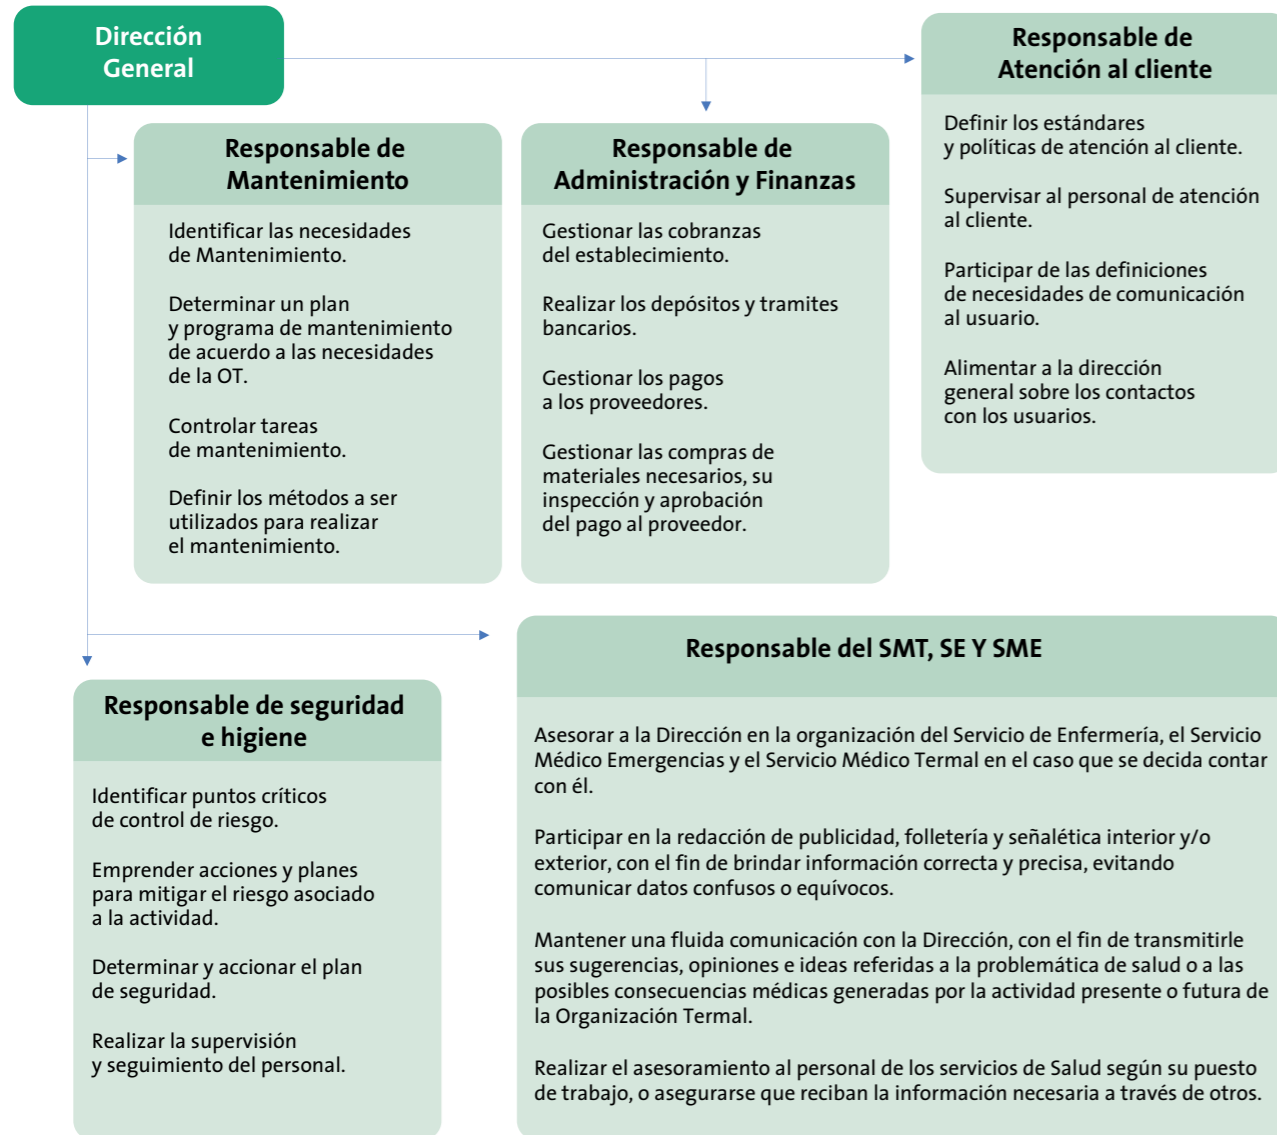 Dirección
General
Responsable de
Mantenimiento
Identificar las necesidades
de Mantenimiento.
Determinar un plan
y programa de mantenimiento
de acuerdo a las necesidades
de la OT.
Controlar tareas
de mantenimiento.
Definir los métodos a ser
utilizados para realizar
el mantenimiento.
Responsable de
Administración y Finanzas
Gestionar las cobranzas
del establecimiento.
Realizar los depósitos y tramites
bancarios.
Gestionar los pagos
a los proveedores.
Gestionar las compras de
materiales necesarios, su
inspección y aprobación
del pago al proveedor.
Responsable de
Atención al cliente
Definir los estándares
y políticas de atención al cliente.
Supervisar al personal de atención
al cliente.
Participar de las definiciones
de necesidades de comunicación
al usuario.
Alimentar a la dirección
general sobre los contactos
con los usuarios.
Responsable de seguridad
e higiene
Identificar puntos críticos
de control de riesgo.
Emprender acciones y planes
para mitigar el riesgo asociado
a la actividad.
Determinar y accionar el plan
de seguridad.
Realizar la supervisión
y seguimiento del personal.
Responsable del SMT, SE Y SME
Asesorar a la Dirección en la organización del Servicio de Enfermería, el Servicio
Médico Emergencias y el Servicio Médico Termal en el caso que se decida contar
con él.
Participar en la redacción de publicidad, folletería y señalética interior y/o
exterior, con el fin de brindar información correcta y precisa, evitando
comunicar datos confusos o equívocos.
Mantener una fluida comunicación con la Dirección, con el fin de transmitirle
sus sugerencias, opiniones e ideas referidas a la problemática de salud o a las
posibles consecuencias médicas generadas por la actividad presente o futura de
la Organización Termal.
Realizar el asesoramiento al personal de los servicios de Salud según su puesto
de trabajo, o asegurarse que reciban la información necesaria a través de otros.